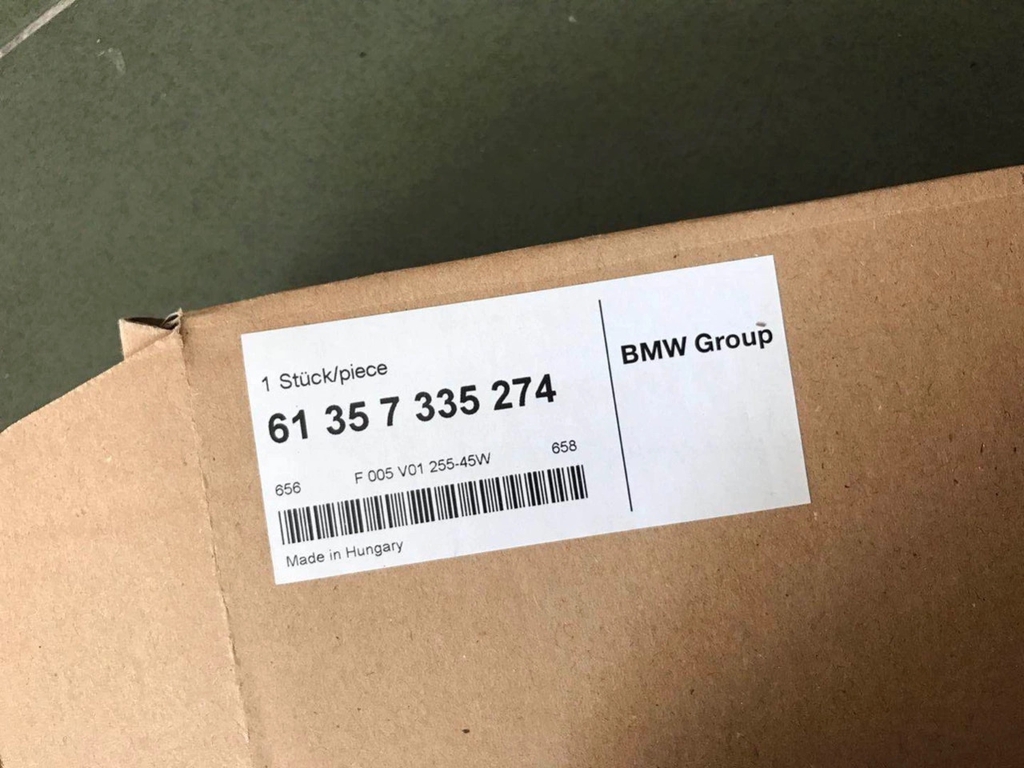 1 Stück/piece
61 35 7 335 274
656 F 005 V01 255-45W 658
Made in Hungary
BMW Group